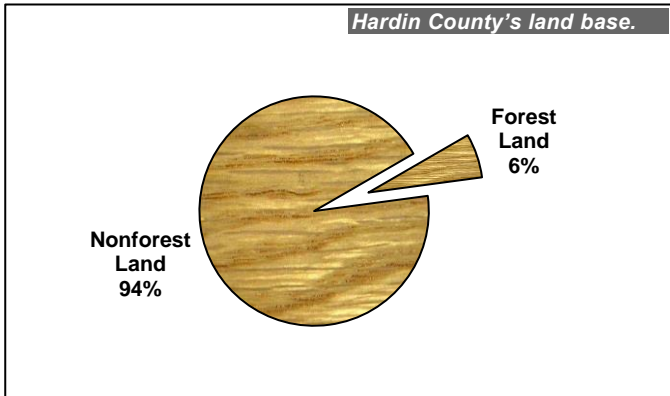 Hardin County’s land base.
Forest
Land
6%
Nonforest
Land
94%